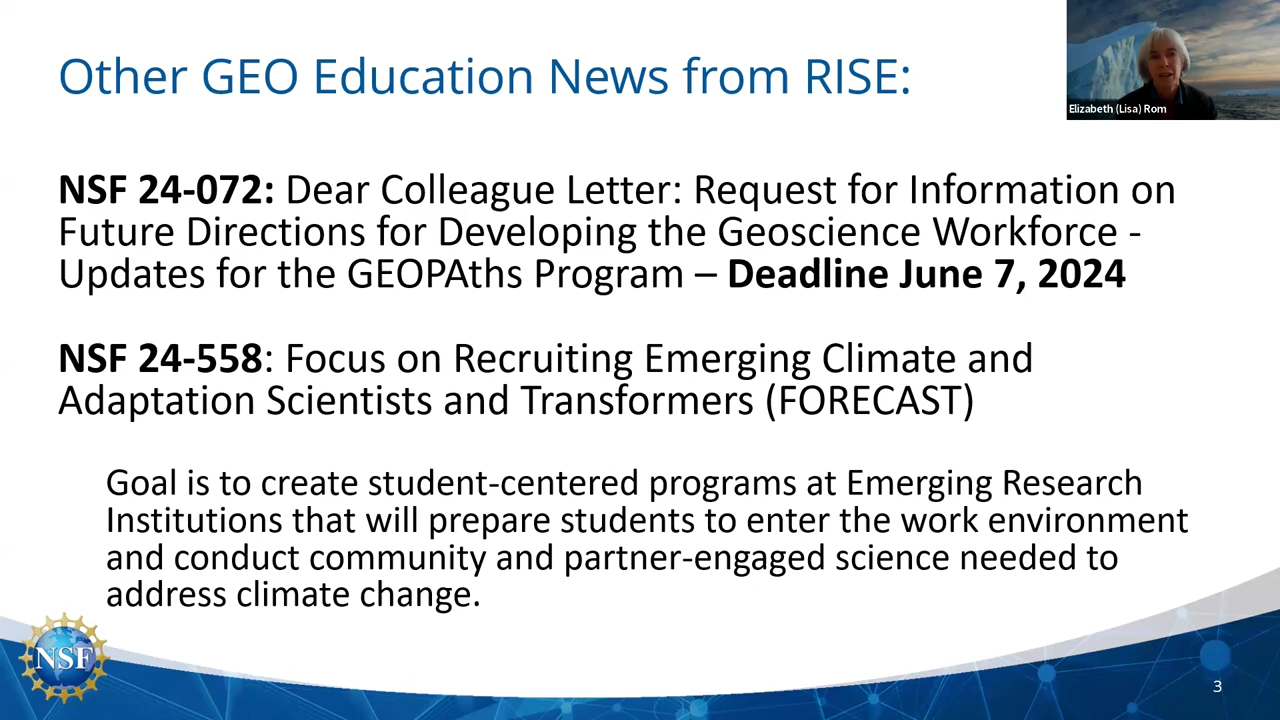 Other GEO Education News from RISE:
Elizabeth (Lisa) Rom
NSF 24-072: Dear Colleague Letter: Request for Information on
Future Directions for Developing the Geoscience Workforce -
Updates for the GEOPAths Program – Deadline June 7, 2024
NSF 24-558: Focus on Recruiting Emerging Climate and
Adaptation Scientists and Transformers (FORECAST)
Goal is to create student-centered programs at Emerging Research
Institutions that will prepare students to enter the work environment
and conduct community and partner-engaged science needed to
address climate change.
NSF
3